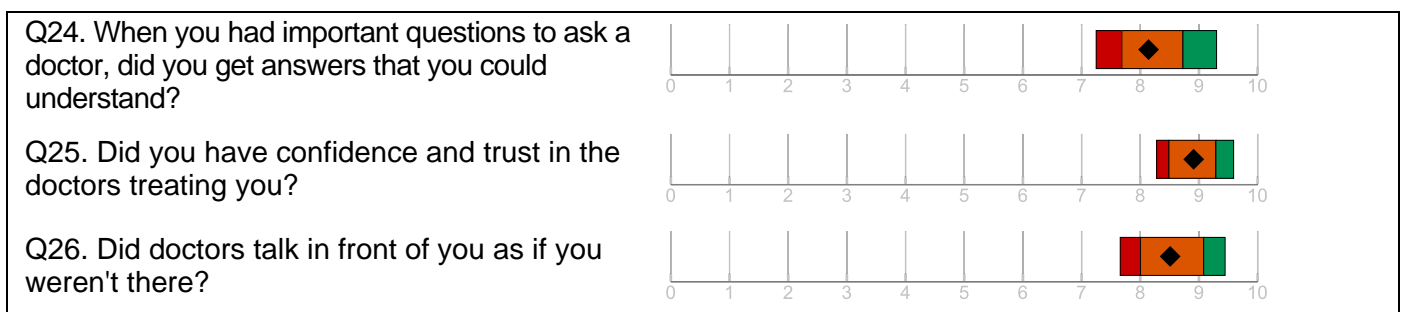 Q24. When you had important questions to ask a
doctor, did you get answers that you could
understand?
0 1 2 3 4 5 6 7 8 9 10
Q25. Did you have confidence and trust in the
doctors treating you?
0 1 2 3 4 5 6 7 8 9 10
Q26. Did doctors talk in front of you as if you
weren't there?
0 1 2 3 4 5 6 7 8 9 10